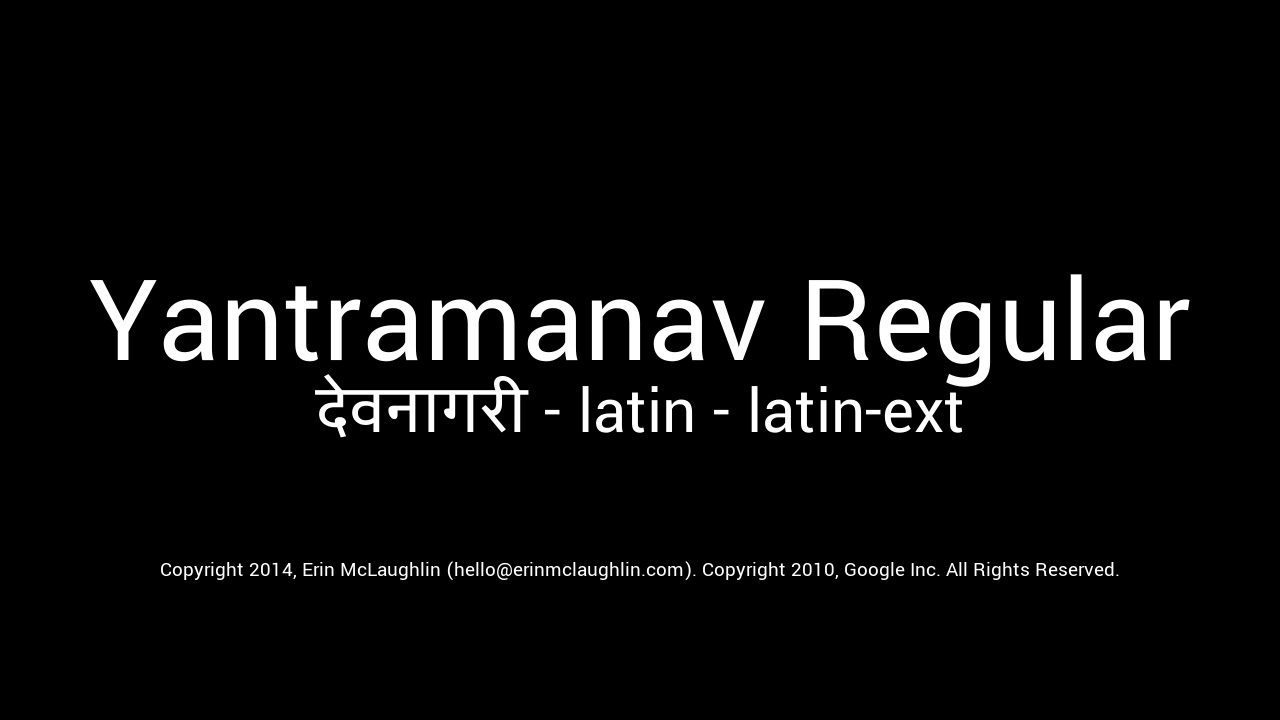 Yantramanav Regular
देवनागरी - latin - latin-ext
Copyright 2014, Erin McLaughlin (hello@erinmclaughlin.com). Copyright 2010, Google Inc. All Rights Reserved.